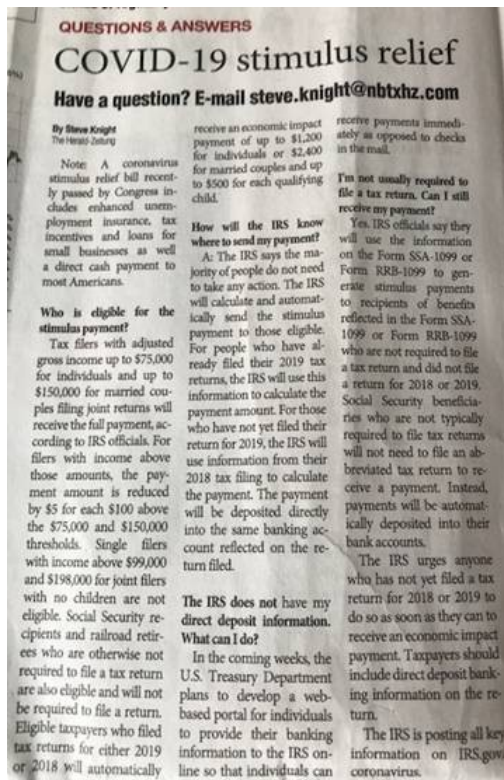 QUESTIONS & ANSWERS
COVID-19 stimulus relief
Have a question? E-mail steve.knight@nbtxhz.com
By Steve Knight
The Herald-Zeitung
Note: A coronavirus
stimulus relief bill recent-
ly passed by Congress in-
cludes enhanced unem-
ployment insurance, tax
incentives and loans for
small businesses as well
a direct cash payment to
most Americans.
Who is eligible for the
stimulus payment?
Tax filers with adjusted
gross income up to $75,000
for individuals and up to
$150,000 for married cou-
ples filing joint returns will
receive the full payment, ac-
cording to IRS officials. For
filers with income above
those amounts, the pay-
ment amount is reduced
by $5 for each $100 above
the $75,000 and $150,000
thresholds. Single filers
with income above $99,000
and $198,000 for joint filers
with no children are not
eligible. Social Security re-
cipients and railroad retir-
ees who are otherwise not
required to file a tax return
are also eligible and will not
be required to file a return.
Eligible taxpayers who filed
tax returns for either 2019
or 2018 will automatically
receive an economic impact
payment of up to $1,200
for individuals or $2,400
for married couples and up
to $500 for each qualifying
child.
How will the IRS know
where to send my payment?
A: The IRS says the ma-
jority of people do not need
to take any action. The IRS
will calculate and automat-
ically send the stimulus
payment to those eligible.
For people who have al-
ready filed their 2019 tax
returns, the IRS will use this
information to calculate the
payment amount. For those
who have not yet filed their
return for 2019, the IRS will
use information from their
2018 tax filing to calculate
the payment. The payment
will be deposited directly
into the same banking ac-
count reflected on the re-
turn filed.
The IRS does not have my
direct deposit information.
What can I do?
In the coming weeks, the
U.S. Treasury Department
plans to develop a web-
based portal for individuals
to provide their banking
information to the IRS on-
line so that individuals can
receive payments immedi-
ately as opposed to checks
in the mail.
I'm not usually required to
file a tax return. Can I still
receive my payment?
Yes. IRS officials say they
will use the information
on the Form SSA-1099 or
Form RRB-1099 to gen-
erate stimulus payments
to recipients of benefits
reflected in the Form SSA-
1099 or Form RRB-1099
who are not required to file
a tax return and did not file
a return for 2018 or 2019.
Social Security beneficia-
ries who are not typically
required to file tax returns
will not need to file an ab-
breviated tax return to re-
ceive a payment. Instead,
payments will be automat-
ically deposited into their
bank accounts.
The IRS urges anyone
who has not yet filed a tax
return for 2018 or 2019 to
do so as soon as they can to
receive an economic impact
payment. Taxpayers should
include direct deposit bank-
ing information on the re-
turn.
The IRS is posting all key
information on IRS.gov
coronavirus.